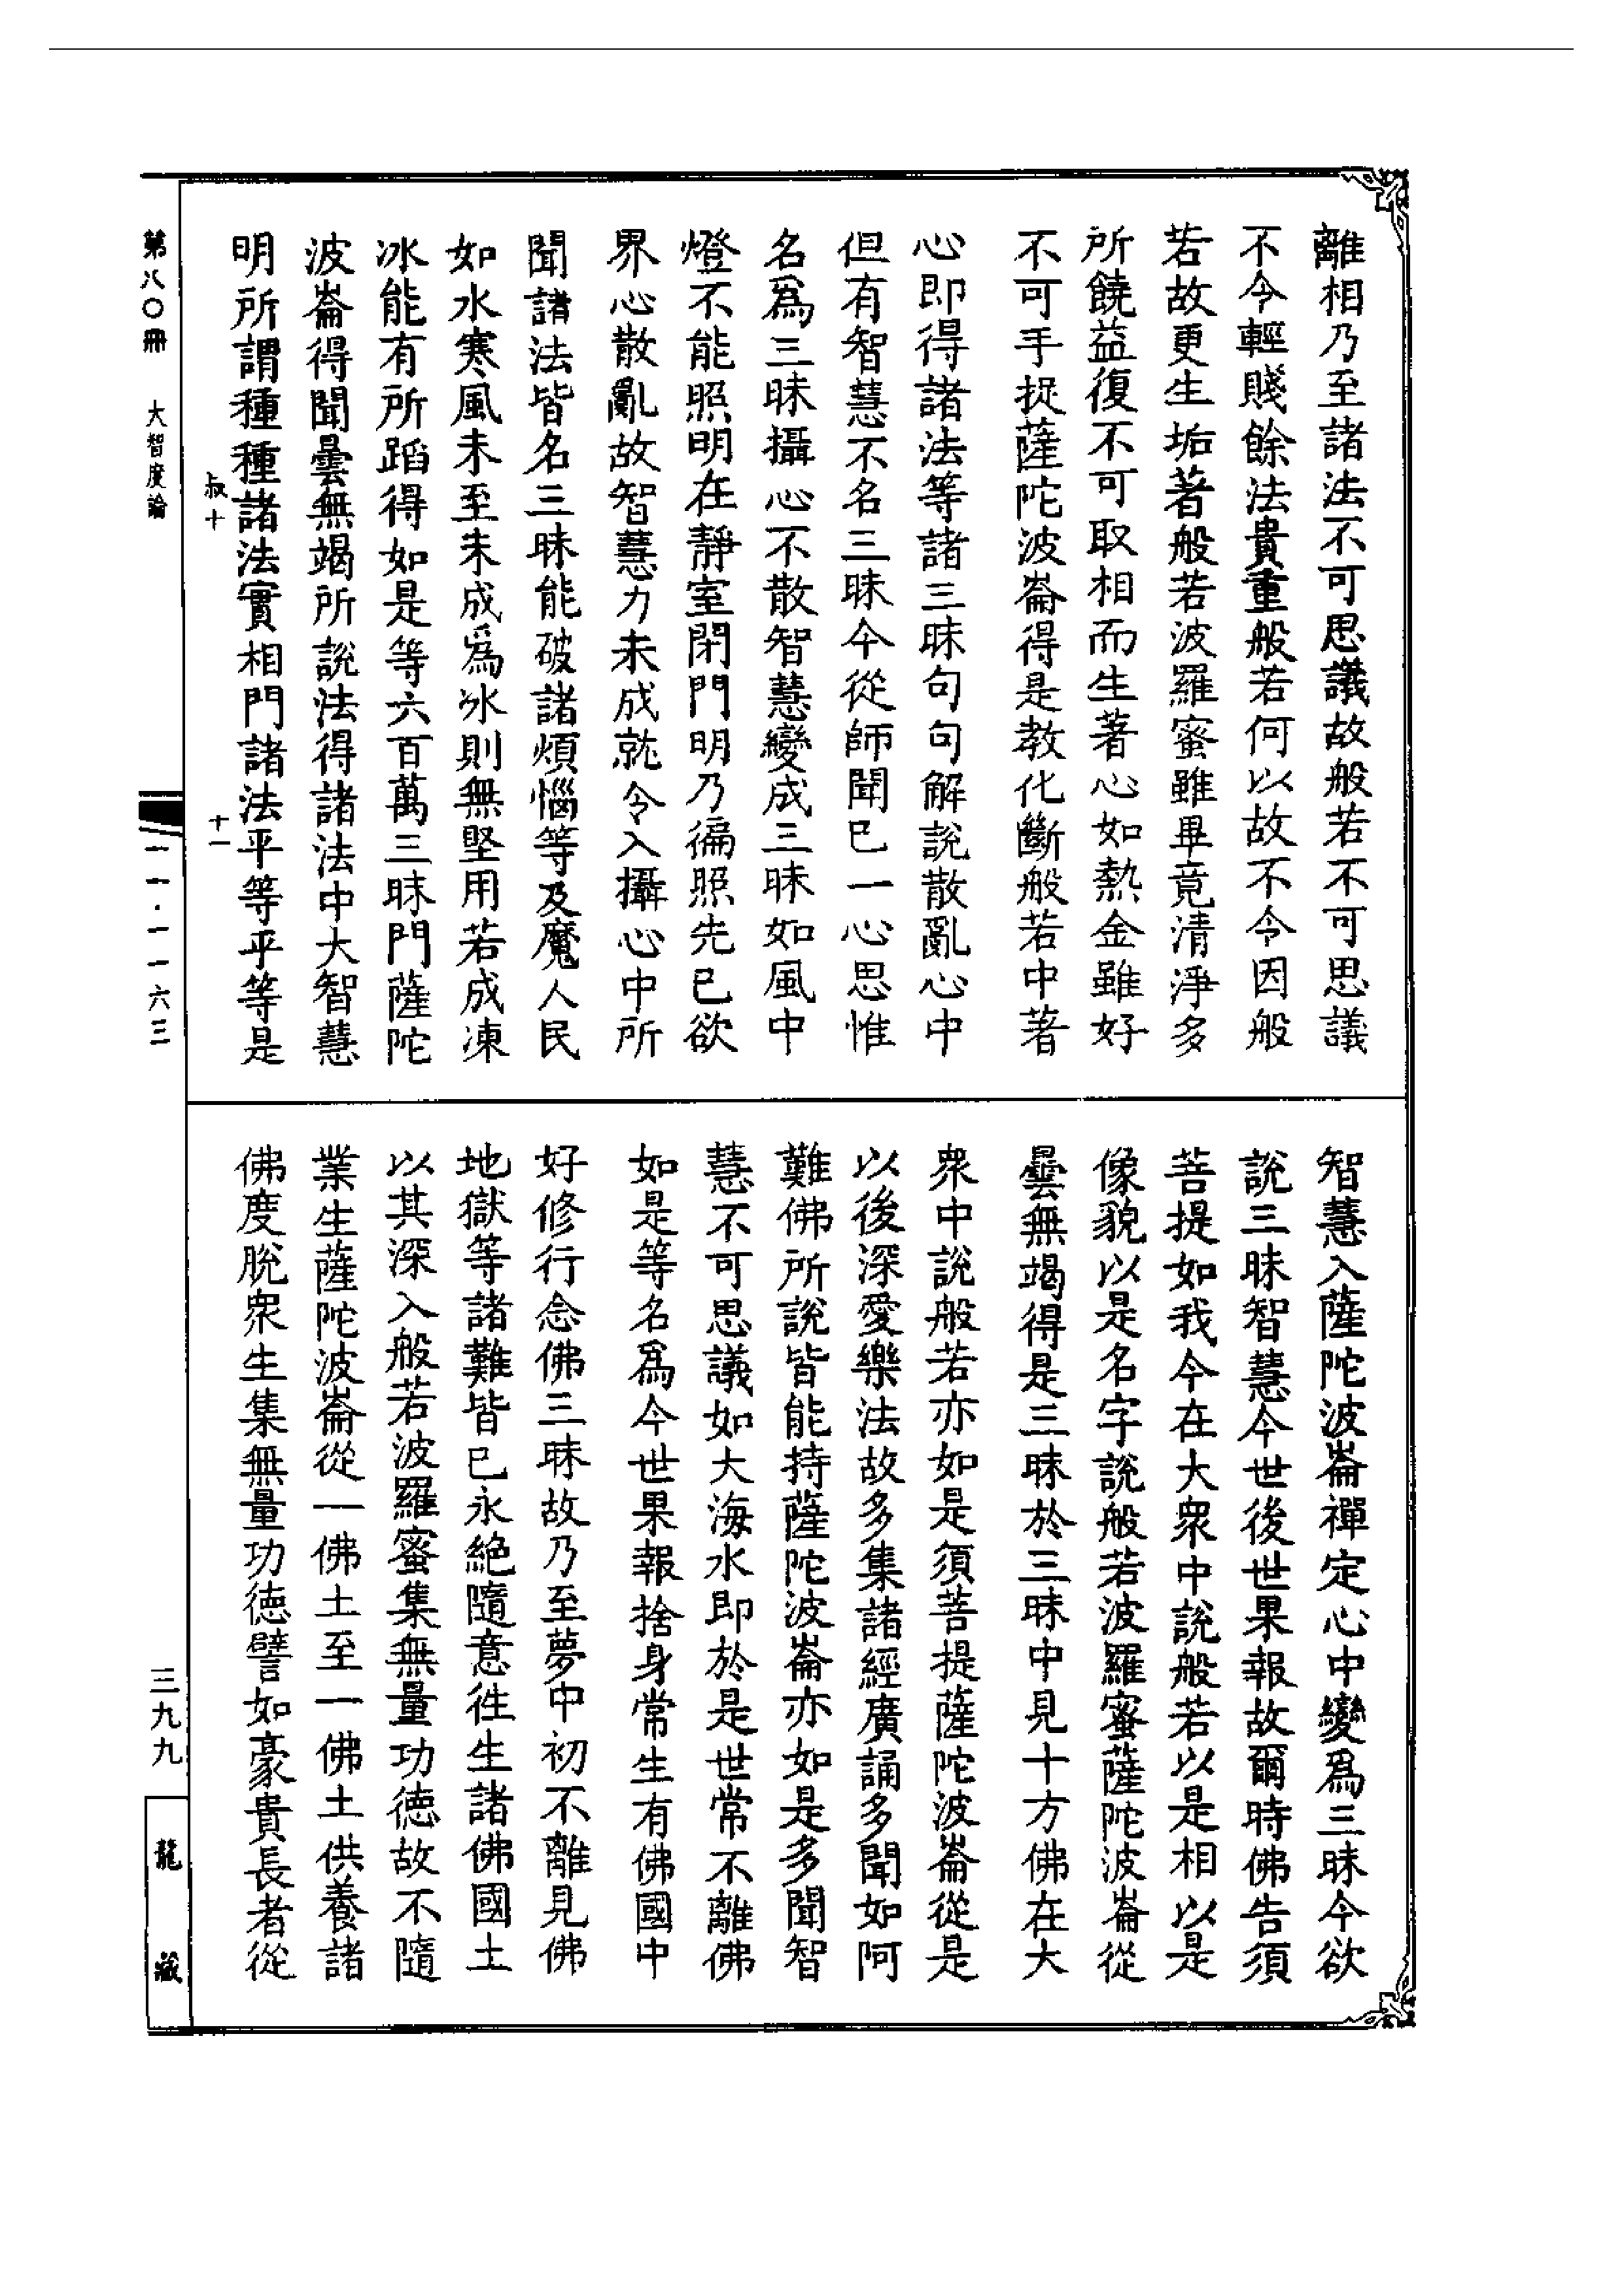 離相乃至諸法不可思議故般若不可思議
不令輕賤餘法貴重般若何以故不令因般
若故更生垢著般若波羅蜜雖畢竟清淨多
所饒益復不可取相而生著心如熱金雖好
不可手捉薩陀波崙得是教化斷般若中著
心即得諸法等諸三昧句句解說散亂心中
但有智慧不名三昧今從師聞已一心思惟
名爲三昧攝心不散智慧變成三昧如風中
燈不能照明在靜室閉門明乃徧照先已欲
界心散亂故智慧力未成就令入攝心中所
聞諸法皆名三昧能破諸煩惱等及魔人民
如水寒風未至未成爲冰則無堅用若成凍
冰能有所蹈得如是等六百萬三昧門薩陀
波崙得聞曇無竭所說法得諸法中大智慧
明所謂種種諸法實相門諸法平等乎等是
智慧入薩陀波崙禪定心中變爲三昧今欲
說三昧智慧今世後世果報故爾時佛告須
菩提如我今在大衆中說般若以是相以是
像貌以是名字說般若波羅蜜薩陀波崙從
曇無竭得是三昧於三昧中見十方佛在大
衆中說般若亦如是須菩提薩陀波崙從是
以後深愛樂法故多集諸經廣誦多聞如阿
難佛所說皆能持薩陀波崙亦如是多聞智
慧不可思議如大海水即於是世常不離佛
如是等名爲今世果報捨身常生有佛國中
好修行念佛三昧故乃至夢中初不離見佛
地獄等諸難皆已永絕隨意徃生諸佛國土
以其深入般若波羅蜜集無量功德故不隨
業生薩陀波崙從一佛土至一佛土供養諸
佛度脫衆生集無量功德譬如豪貴長者從
叔十 十一
第八〇冊 大智度論
一一·一一六三
三九九
龍藏